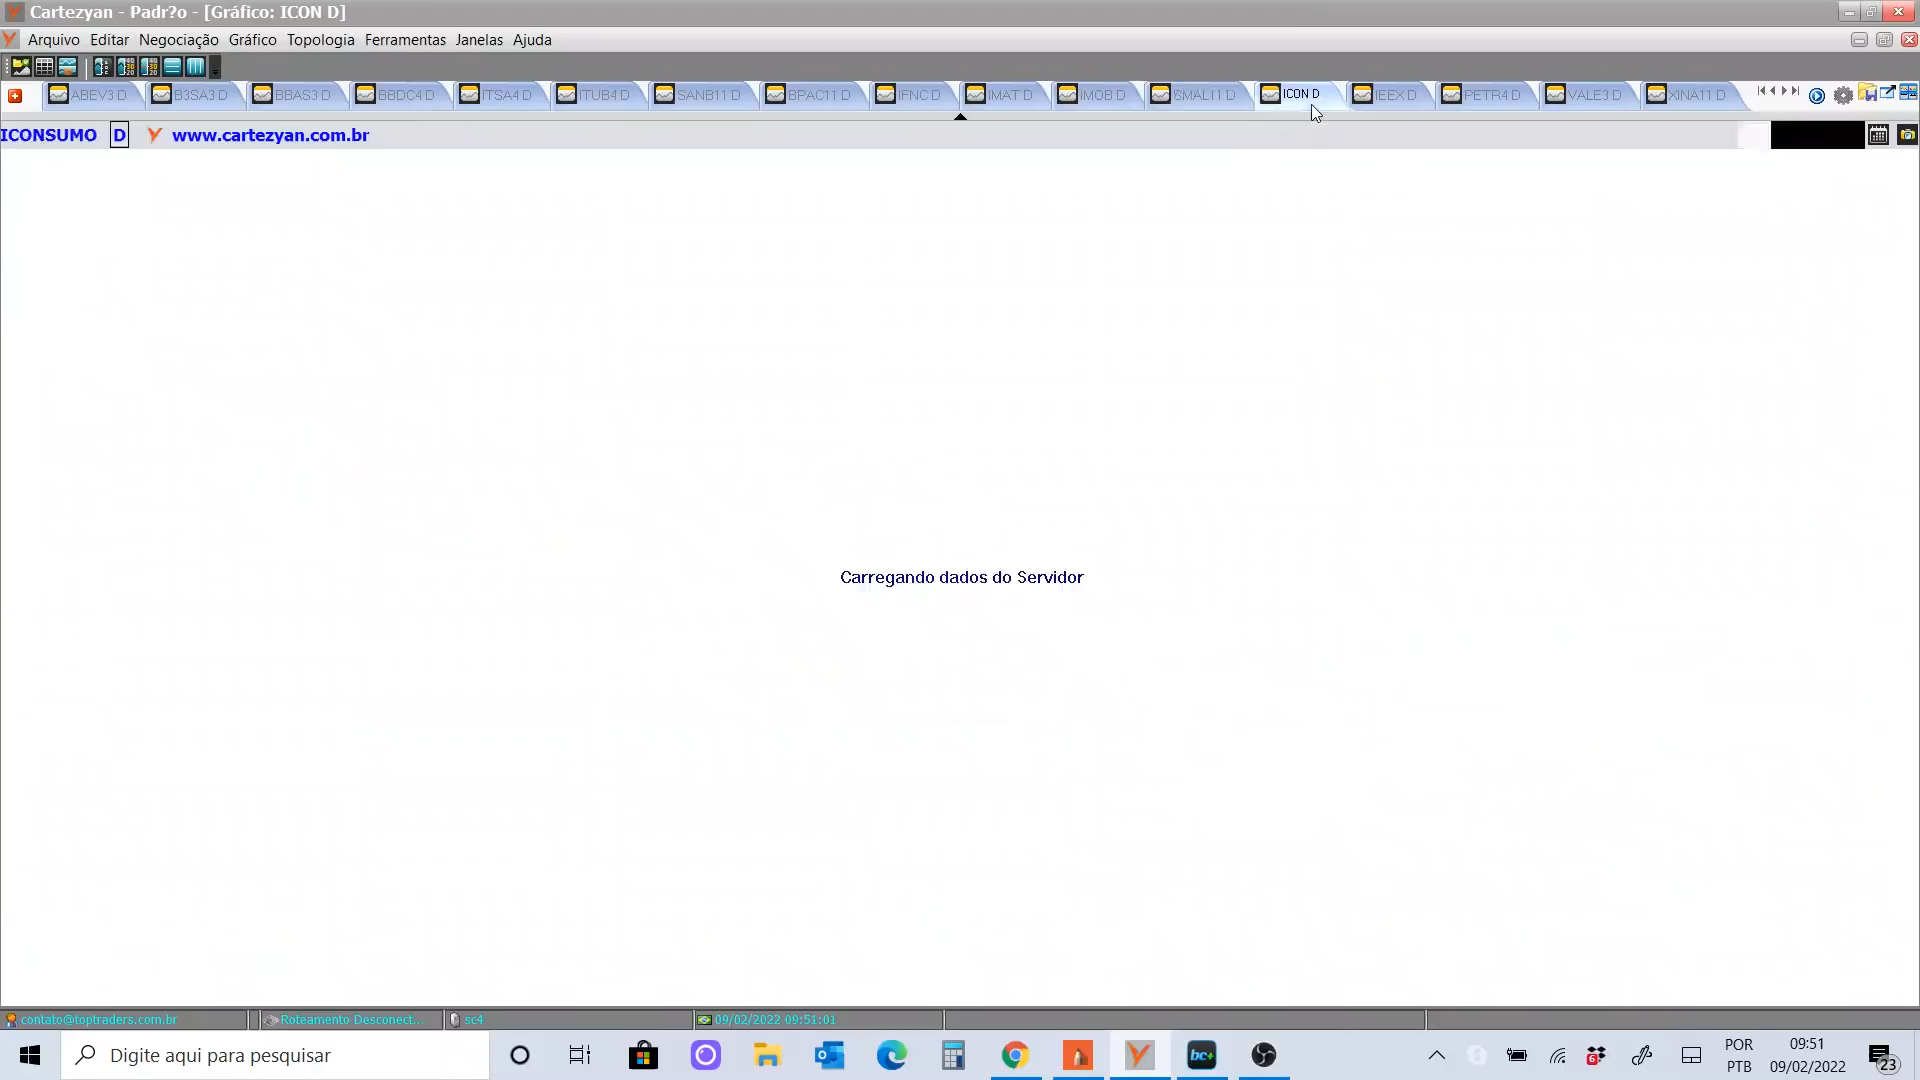 Cartezyan - Padr?o - [Gráfico: ICON D]
Arquivo Editar Negociação Gráfico Topologia Ferramentas Janelas Ajuda
ABEV3 D B3SA3 D BBAS3 D BBDC4 D ITSA4 D ITUB4 D SANB11 D BPAC11 D IFNC D IMAT D IMOB D SMAL11 D ICON D IEEX D PETR4 D VALE3 D XINA11 D
ICONSUMO D www.cartezyan.com.br
Carregando dados do Servidor
contato@toptraders.com.br Roteamento Desconect... sc4 09/02/2022 09:51:01
Digite aqui para pesquisar
bc+
6
POR
PTB
09:51
09/02/2022
23